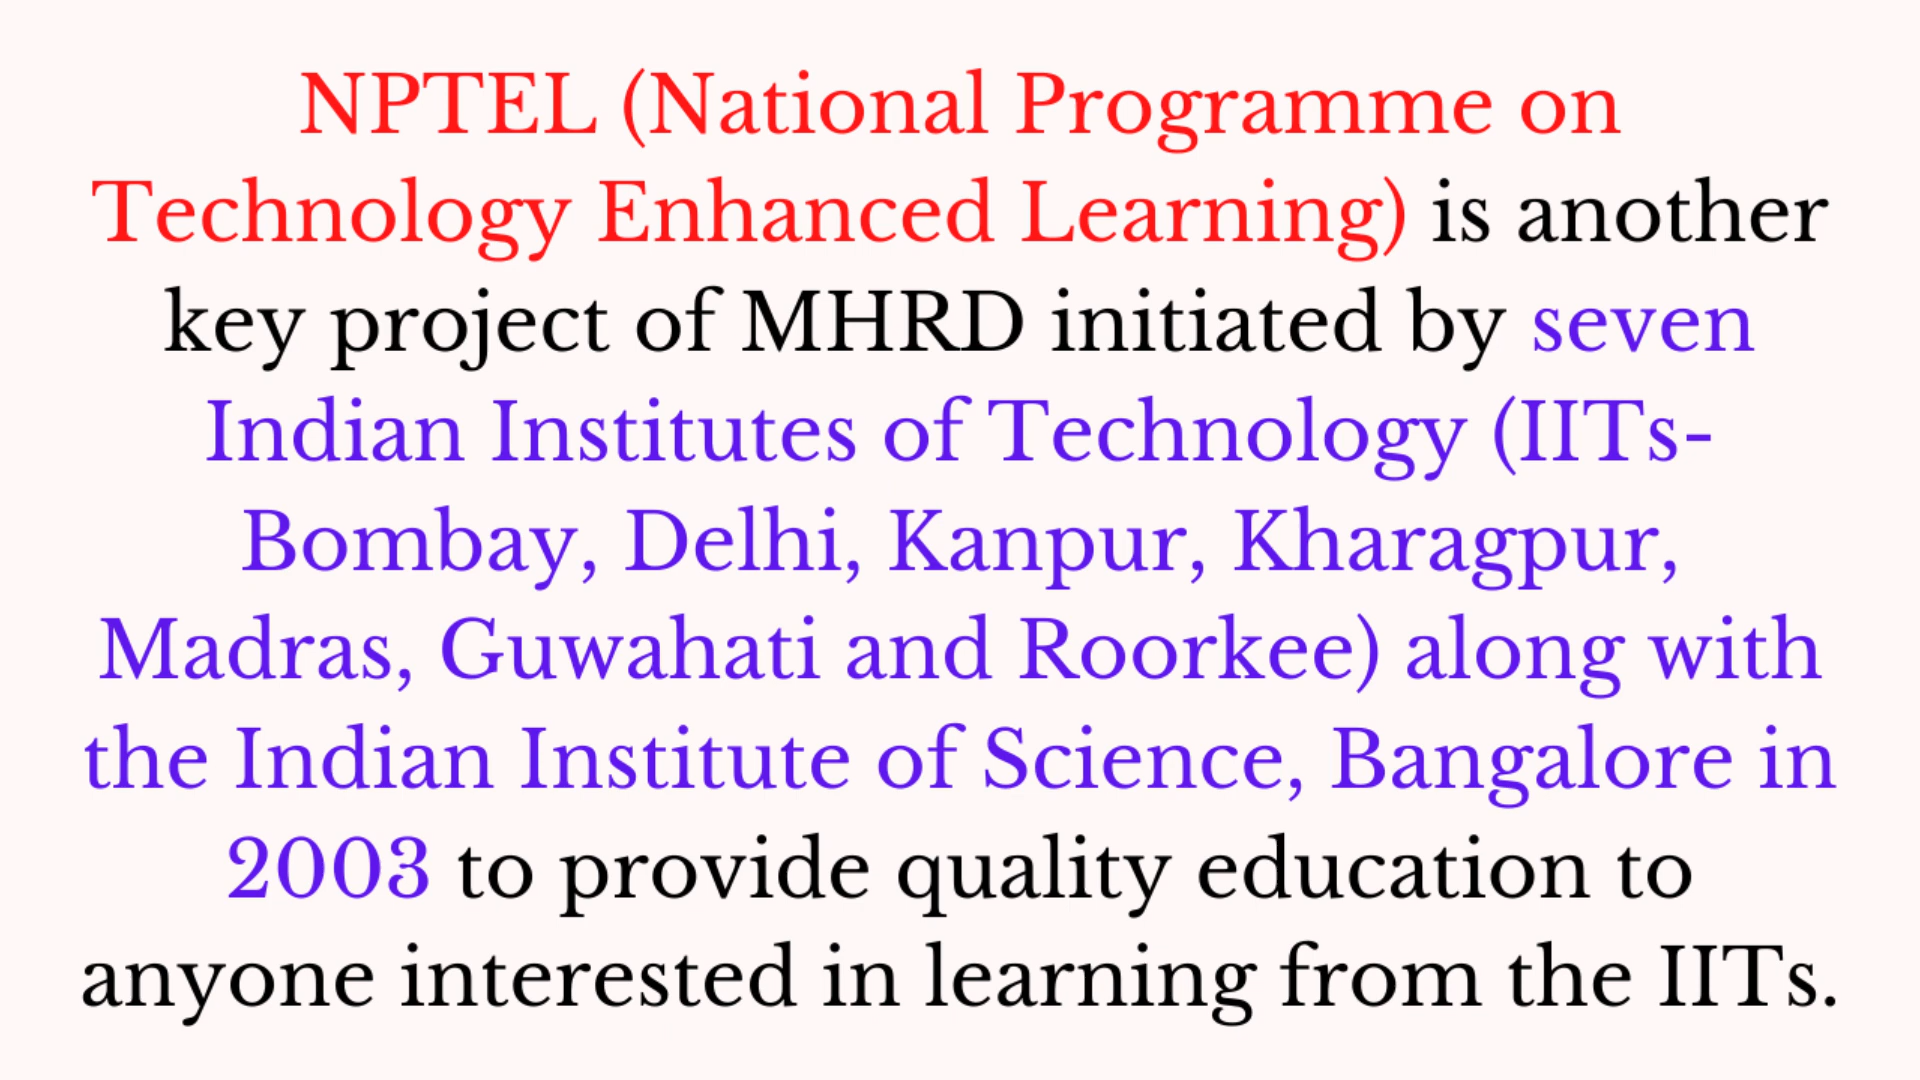 NPTEL (National Programme on
Technology Enhanced Learning) is another
key project of MHRD initiated by seven
Indian Institutes of Technology (IITs-
Bombay, Delhi, Kanpur, Kharagpur,
Madras, Guwahati and Roorkee) along with
the Indian Institute of Science, Bangalore in
2003 to provide quality education to
anyone interested in learning from the IITs.